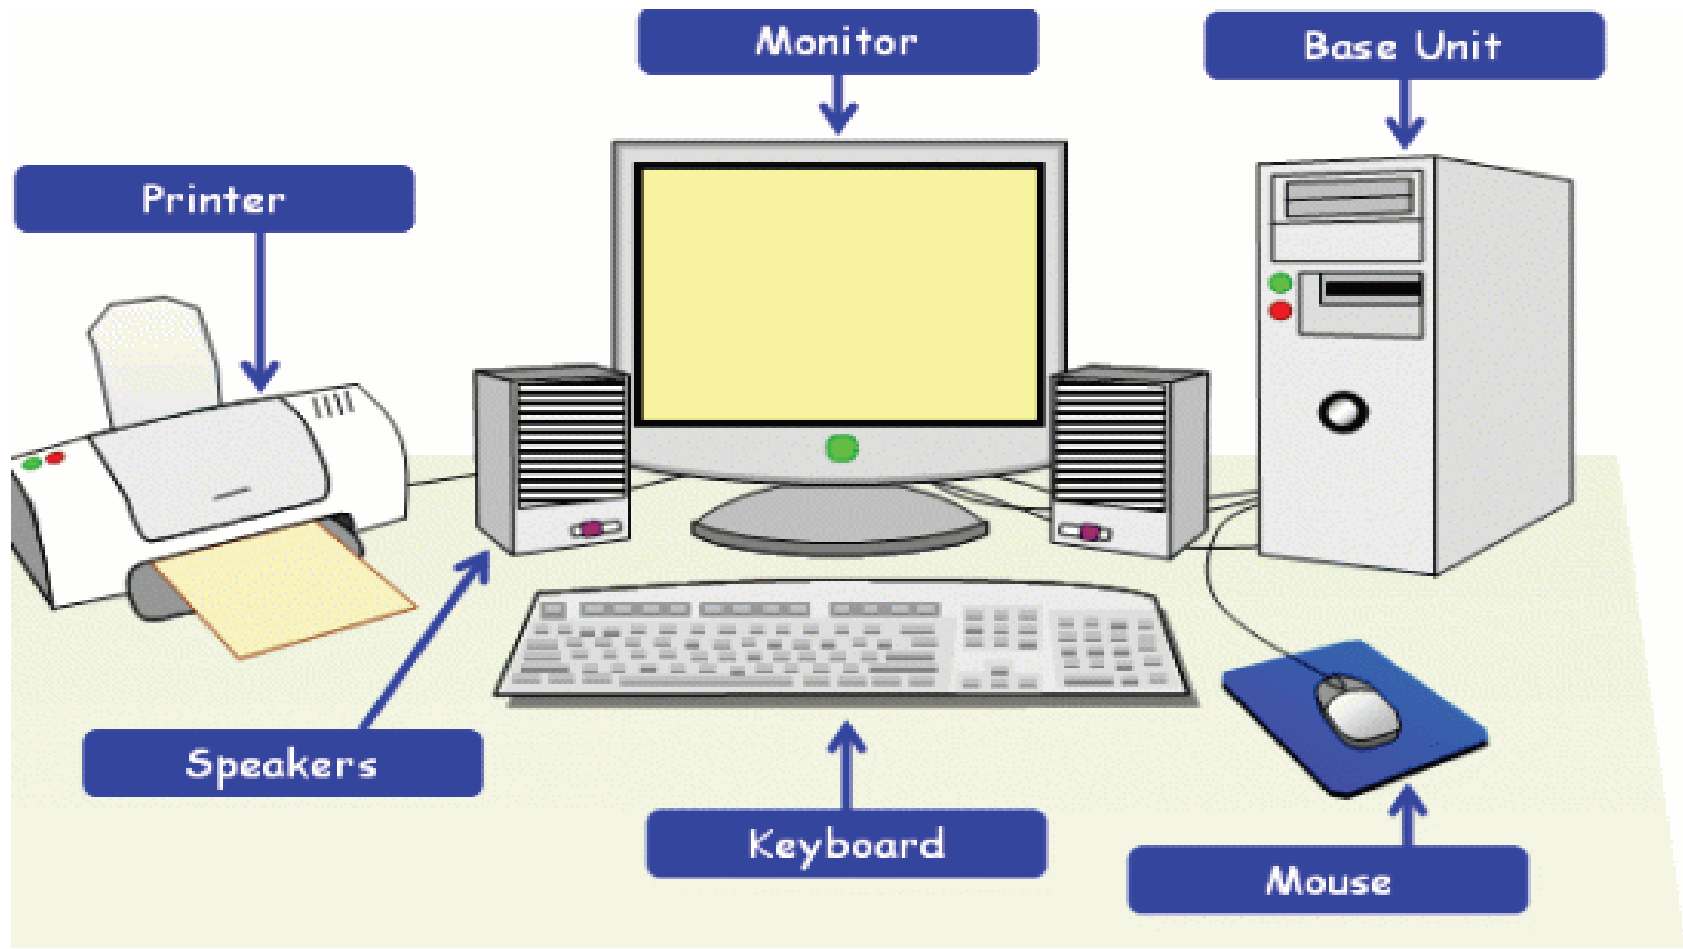 Monitor
Base Unit
Printer
Speakers
Keyboard
Mouse